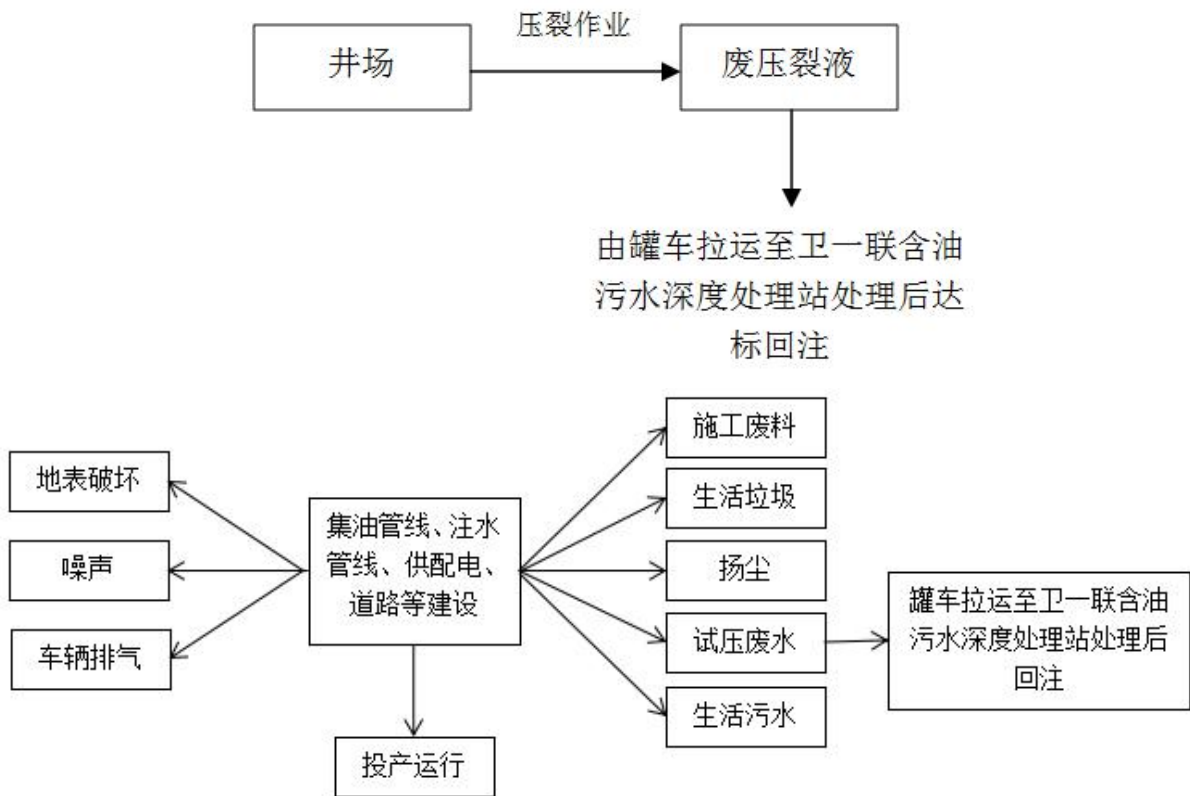 压裂作业
井场
废压裂液
由罐车拉运至卫一联含油
污水深度处理站处理后达
标回注
施工废料
地表破坏
生活垃圾
集油管线、注水
管线、供配电、
道路等建设
噪声
扬尘
罐车拉运至卫一联含油
污水深度处理站处理后
回注
车辆排气
试压废水
生活污水
投产运行